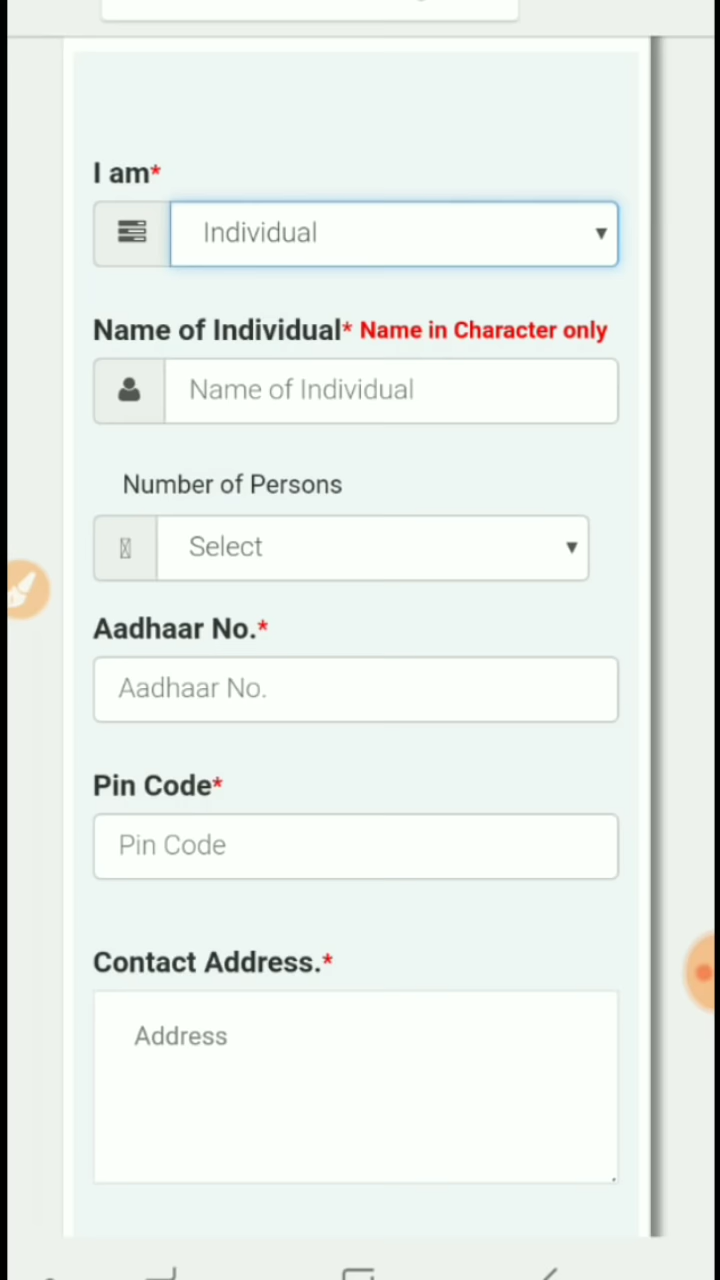 I am*
Individual
Name of Individual* Name in Character only
Name of Individual
Number of Persons
Select
Aadhaar No.*
Aadhaar No.
Pin Code*
Pin Code
Contact Address.*
Address